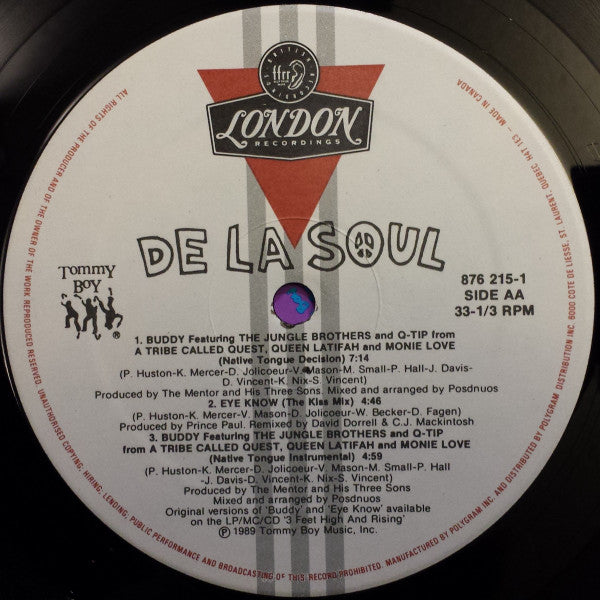 BRITISH
ffrr
RECORDINGS
LONDON
RECORDINGS
DE LA SOUL
Tommy
Boy
®
876 215-1
SIDE AA
33-1/3 RPM
1. BUDDY Featuring THE JUNGLE BROTHERS and Q-TIP from
A TRIBE CALLED QUEST, QUEEN LATIFAH and MONIE LOVE
(Native Tongue Decision) 7:14
(P. Huston-K. Mercer-D. Jolicoeur-V. Mason-M. Small-P. Hall-J. Davis-
D. Vincent-K. Nix-S. Vincent)
Produced by The Mentor and His Three Sons. Mixed and arranged by Posdnuos
2. EYE KNOW (The Kiss Mix) 4:46
(P. Huston-K. Mercer-V. Mason-D. Jolicoeur-W. Becker-D. Fagen)
Produced by Prince Paul. Remixed by David Dorrell & C.J. Mackintosh
3. BUDDY Featuring THE JUNGLE BROTHERS and Q-TIP
from A TRIBE CALLED QUEST, QUEEN LATIFAH and MONIE LOVE
(Native Tongue Instrumental) 4:59
(P. Huston-K. Mercer-D. Jolicoeur-V. Mason-M. Small-P. Hall
-J. Davis-D. Vincent-K. Nix-S. Vincent)
Produced by The Mentor and His Three Sons
Mixed and arranged by Posdnuos
Original versions of 'Buddy' and 'Eye Know' available
on the LP/MC/CD '3 Feet High And Rising'
℗ 1989 Tommy Boy Music, Inc.
ALL RIGHTS OF THE PRODUCER AND OF THE OWNER OF THE WORK REPRODUCED RESERVED. UNAUTHORISED COPYING, HIRING, LENDING, PUBLIC PERFORMANCE AND BROADCASTING OF THIS RECORD PROHIBITED. MANUFACTURED BY POLYGRAM INC. AND DISTRIBUTED BY POLYGRAM DISTRIBUTION INC. 6000 COTE DE LIESSE, ST. LAURENT, QUEBEC H4T 1E3 - MADE IN CANADA